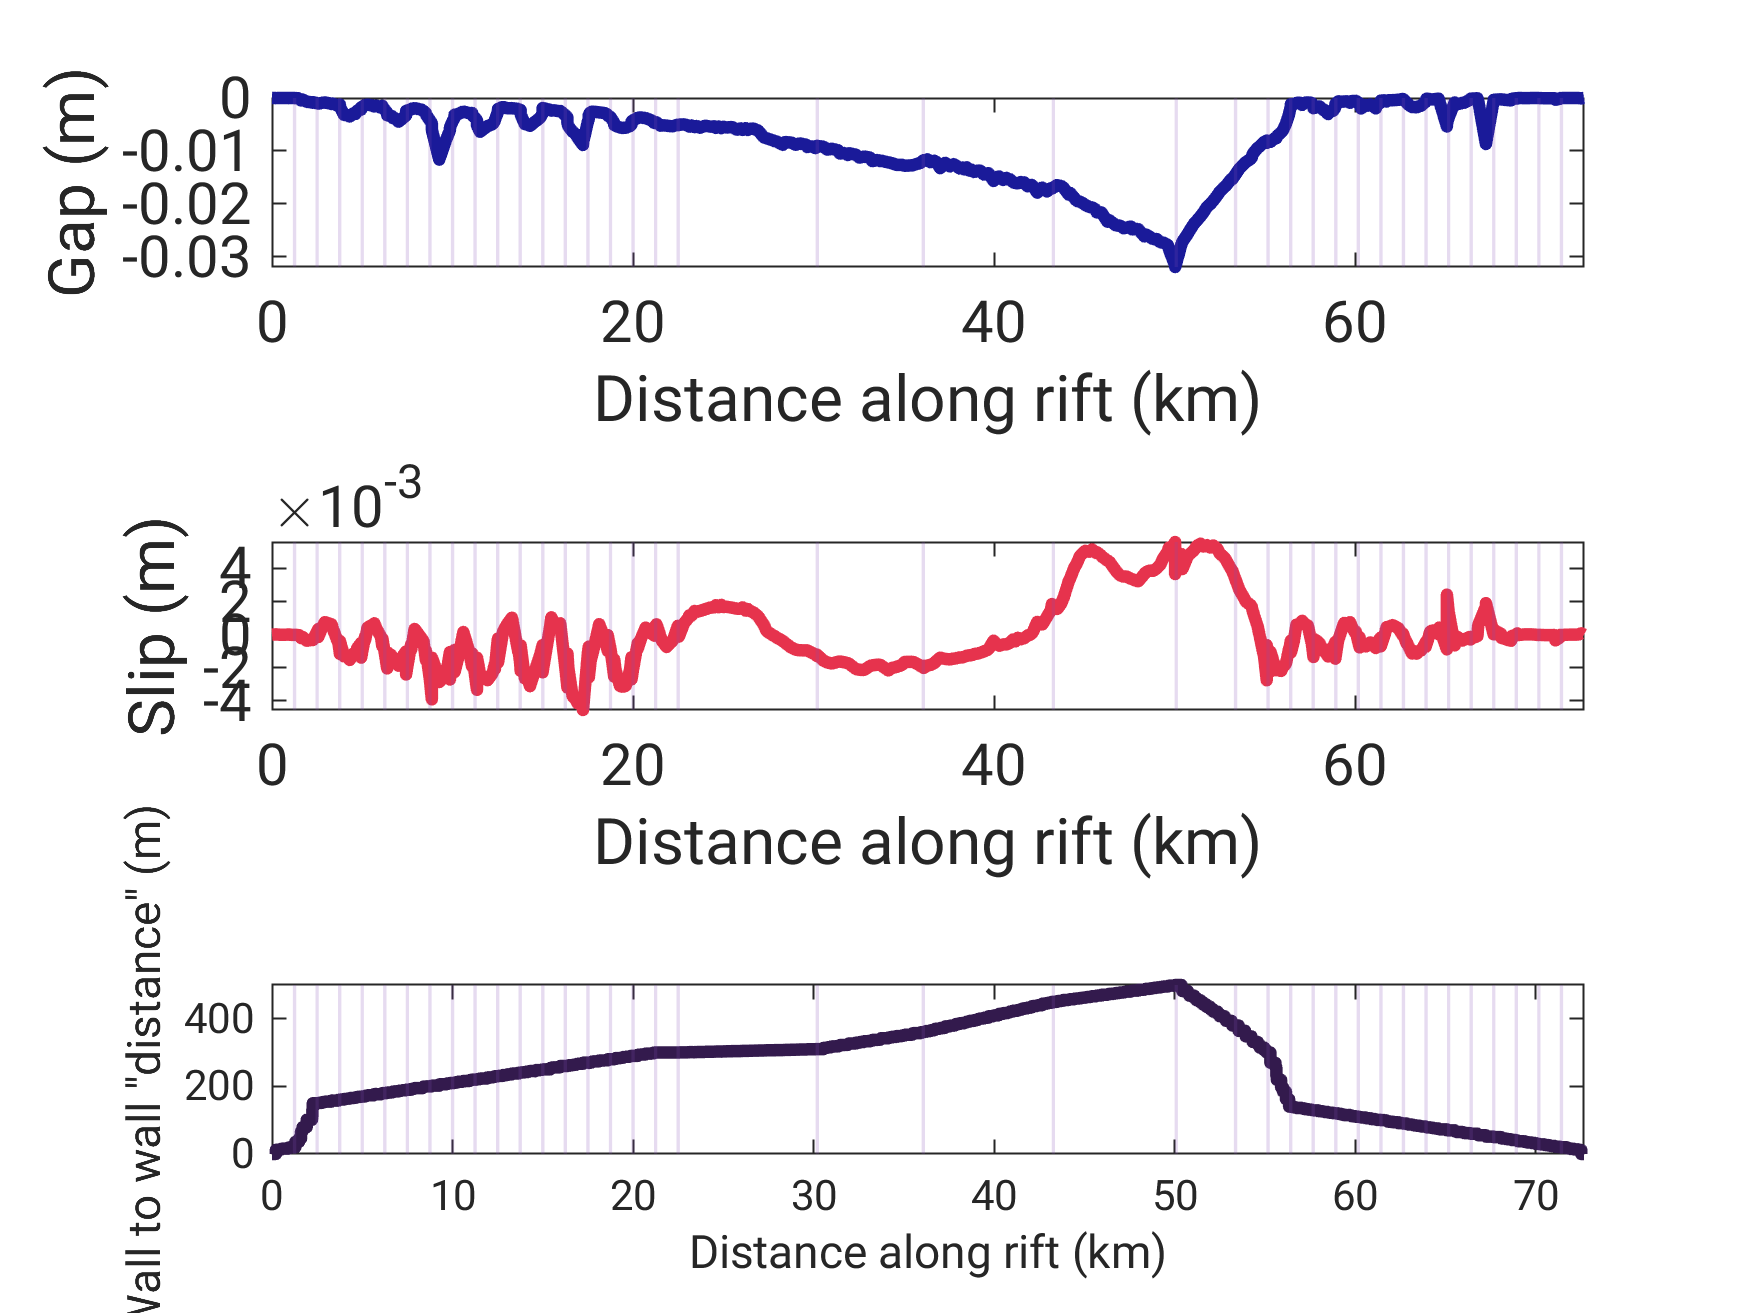 Gap (m)
0
-0.01
-0.02
-0.03
0 20 40 60
Distance along rift (km)
×10-3
Slip (m)
4
2
0
-2
-4
0 20 40 60
Distance along rift (km)
Wall to wall "distance" (m)
400
200
0
0 10 20 30 40 50 60 70
Distance along rift (km)